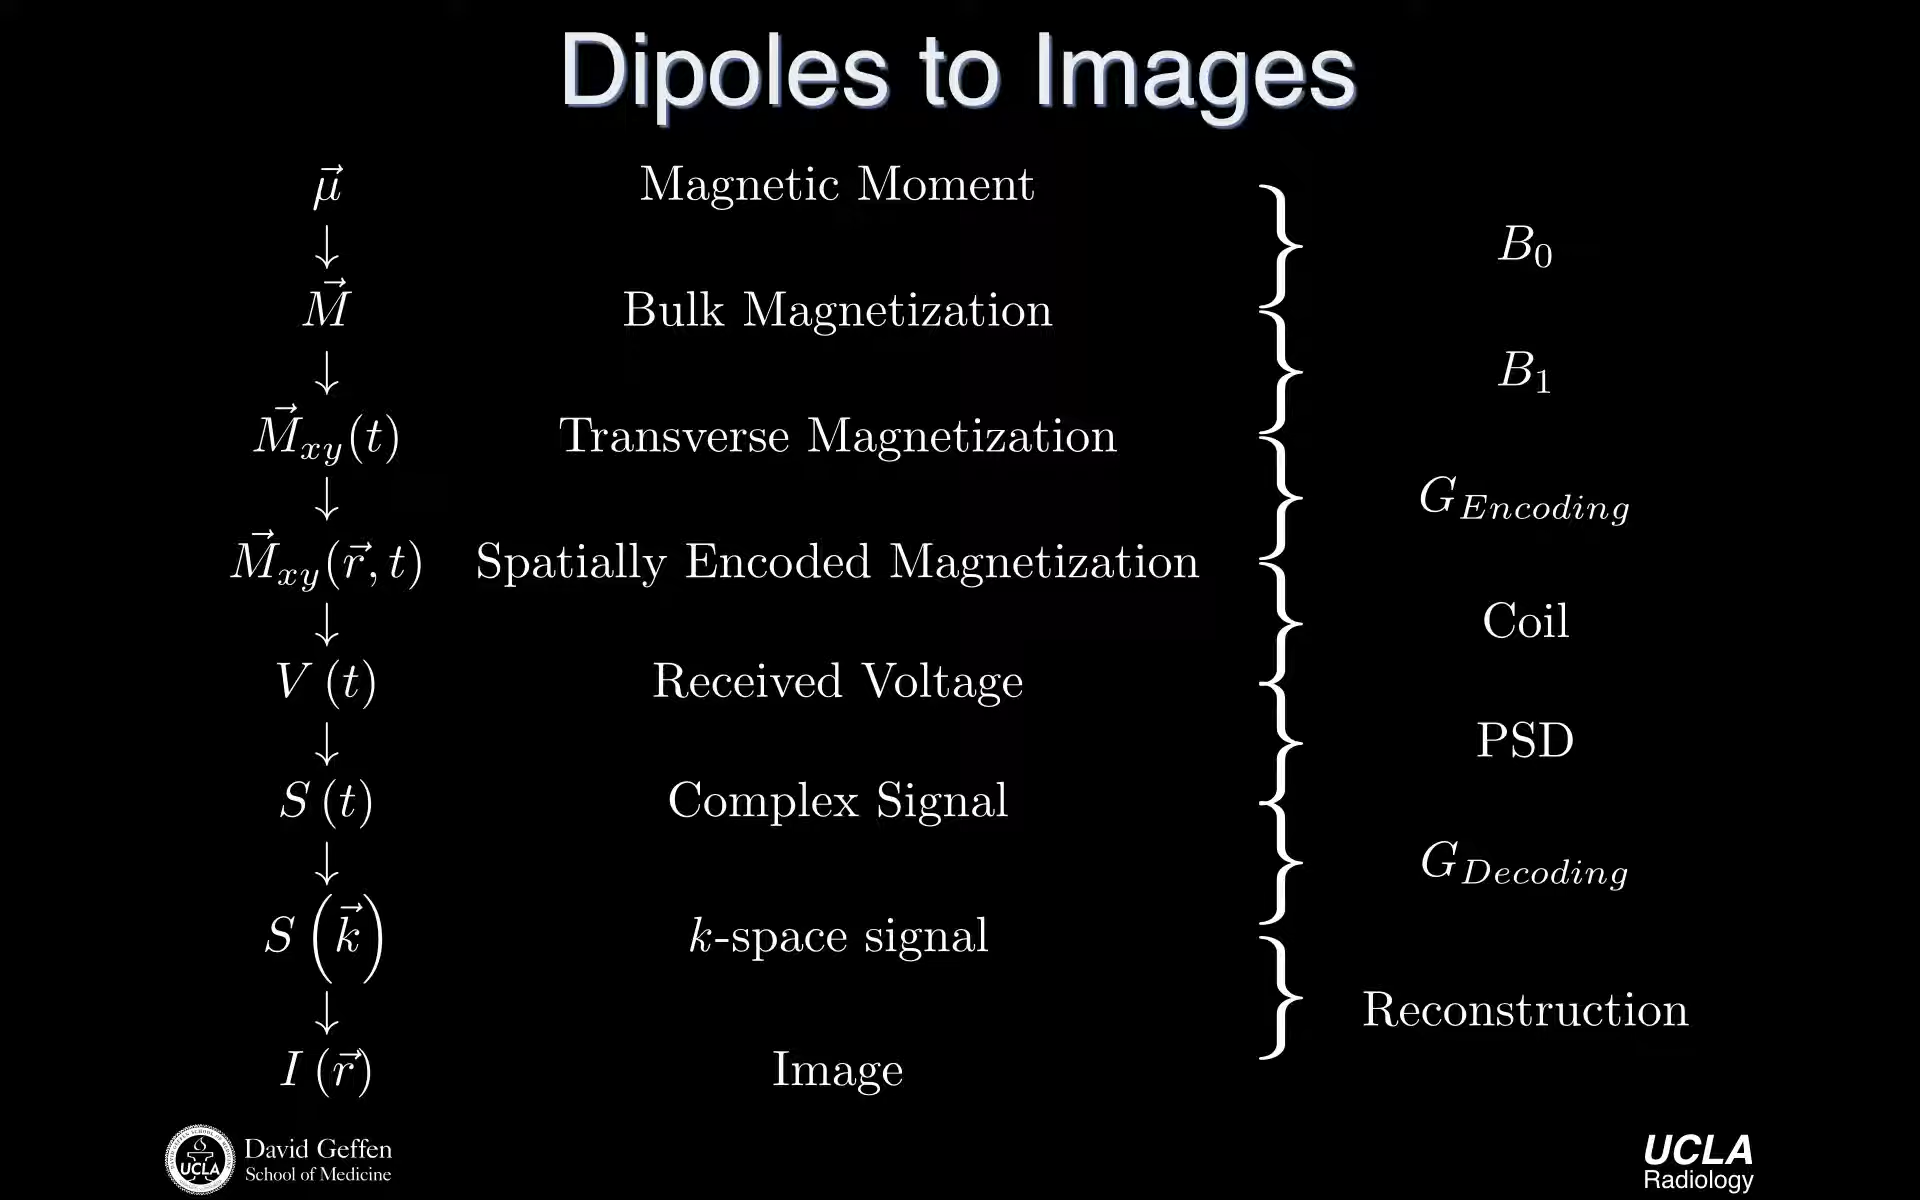 Dipoles to Images
μ⃗ Magnetic Moment
↓ } B₀
M⃗ Bulk Magnetization
↓ } B₁
M⃗xy(t) Transverse Magnetization
↓ } G_Encoding
M⃗xy(r⃗, t) Spatially Encoded Magnetization
↓ } Coil
V (t) Received Voltage
↓ } PSD
S (t) Complex Signal
↓ } G_Decoding
S (k⃗) k-space signal
↓ } Reconstruction
I (r⃗) Image
UCLA
David Geffen
School of Medicine
UCLA
Radiology